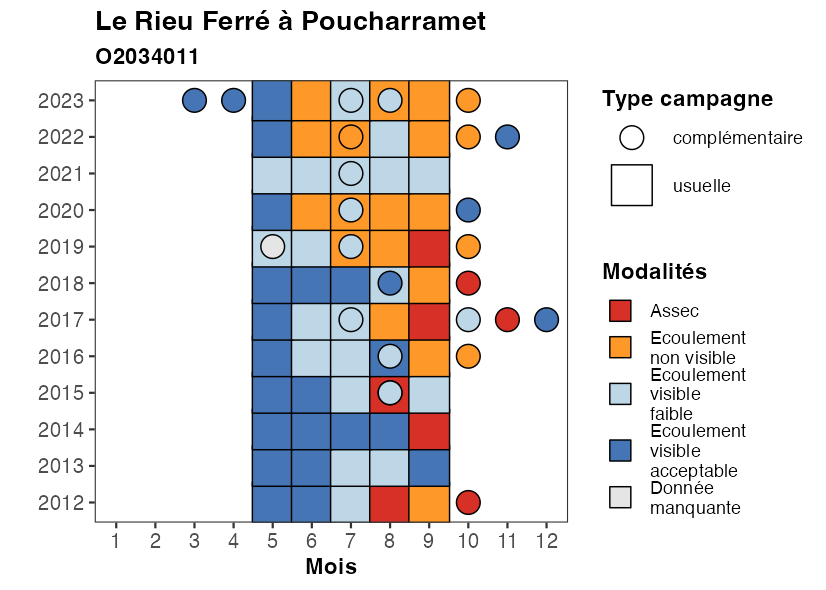 Le Rieu Ferré à Poucharramet
O2034011
2023
2022
2021
2020
2019
2018
2017
2016
2015
2014
2013
2012
1 2 3 4 5 6 7 8 9 10 11 12
Mois
Type campagne
complémentaire
usuelle
Modalités
Assec
Ecoulement
non visible
Ecoulement
visible
faible
Ecoulement
visible
acceptable
Donnée
manquante